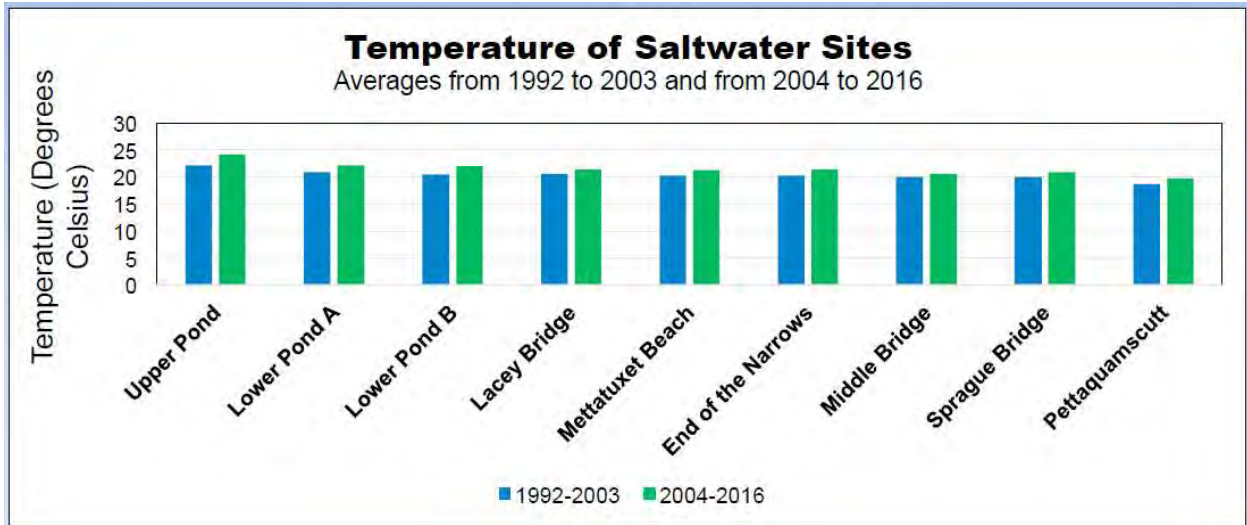 Temperature of Saltwater Sites
Averages from 1992 to 2003 and from 2004 to 2016
Temperature (Degrees
Celsius)
30
25
20
15
10
5
0
Upper Pond
Lower Pond A
Lower Pond B
Lacey Bridge
Mettatuxet Beach
End of the Narrows
Middle Bridge
Sprague Bridge
Pettaquamscutt
1992-2003
2004-2016